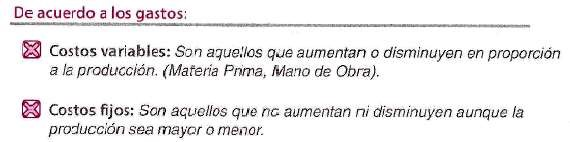 De acuerdo a los gastos:
Costos variables: Son aquellos que aumentan o disminuyen en proporción
a la producción. (Materia Prima, Mano de Obra).
Costos fijos: Son aquellos que no aumentan ni disminuyen aunque la
producción sea mayor o menor.